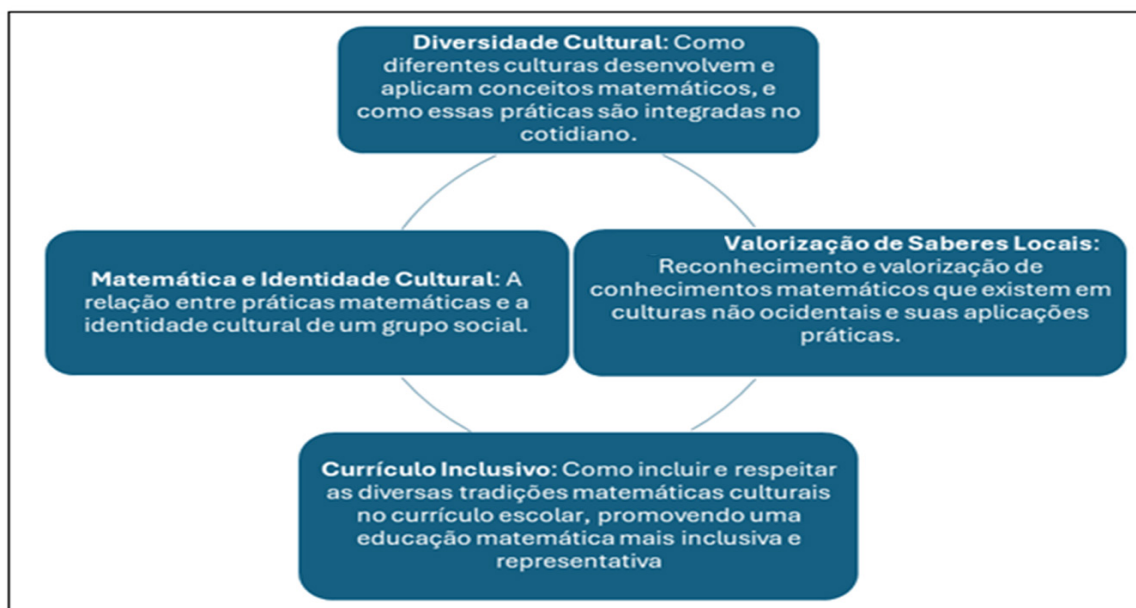 Diversidade Cultural: Como
diferentes culturas desenvolvem e
aplicam conceitos matemáticos, e
como essas práticas são integradas no
cotidiano.
Matemática e Identidade Cultural: A
relação entre práticas matemáticas e a
identidade cultural de um grupo social.
Valorização de Saberes Locais:
Reconhecimento e valorização de
conhecimentos matemáticos que existem em
culturas não ocidentais e suas aplicações
práticas.
Currículo Inclusivo: Como incluir e respeitar
as diversas tradições matemáticas culturais
no currículo escolar, promovendo uma
educação matemática mais inclusiva e
representativa